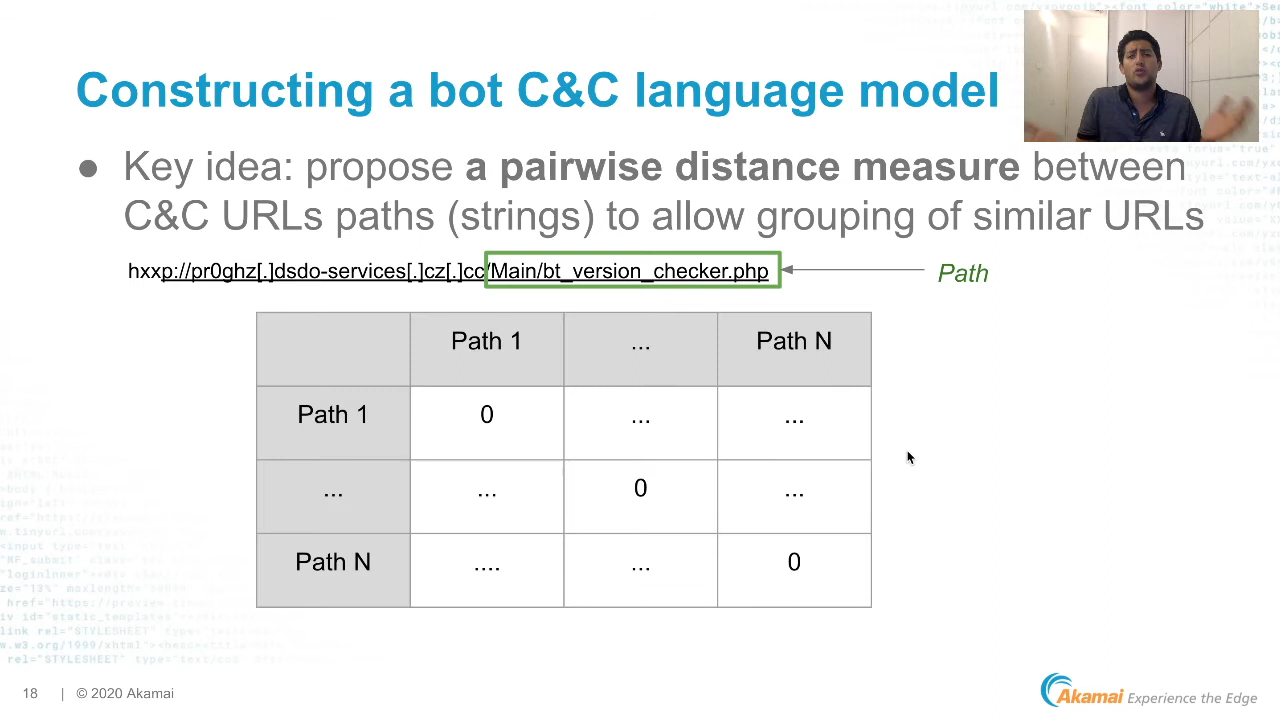 Constructing a bot C&C language model
● Key idea: propose a pairwise distance measure between
C&C URLs paths (strings) to allow grouping of similar URLs
hxxp://pr0ghz[.]dsdo-services[.]cz[.]cc/Main/bt_version_checker.php
Path
Path 1 ... Path N
Path 1 0 ... ...
... ... 0 ...
Path N .... ... 0
18 | © 2020 Akamai
Akamai Experience the Edge